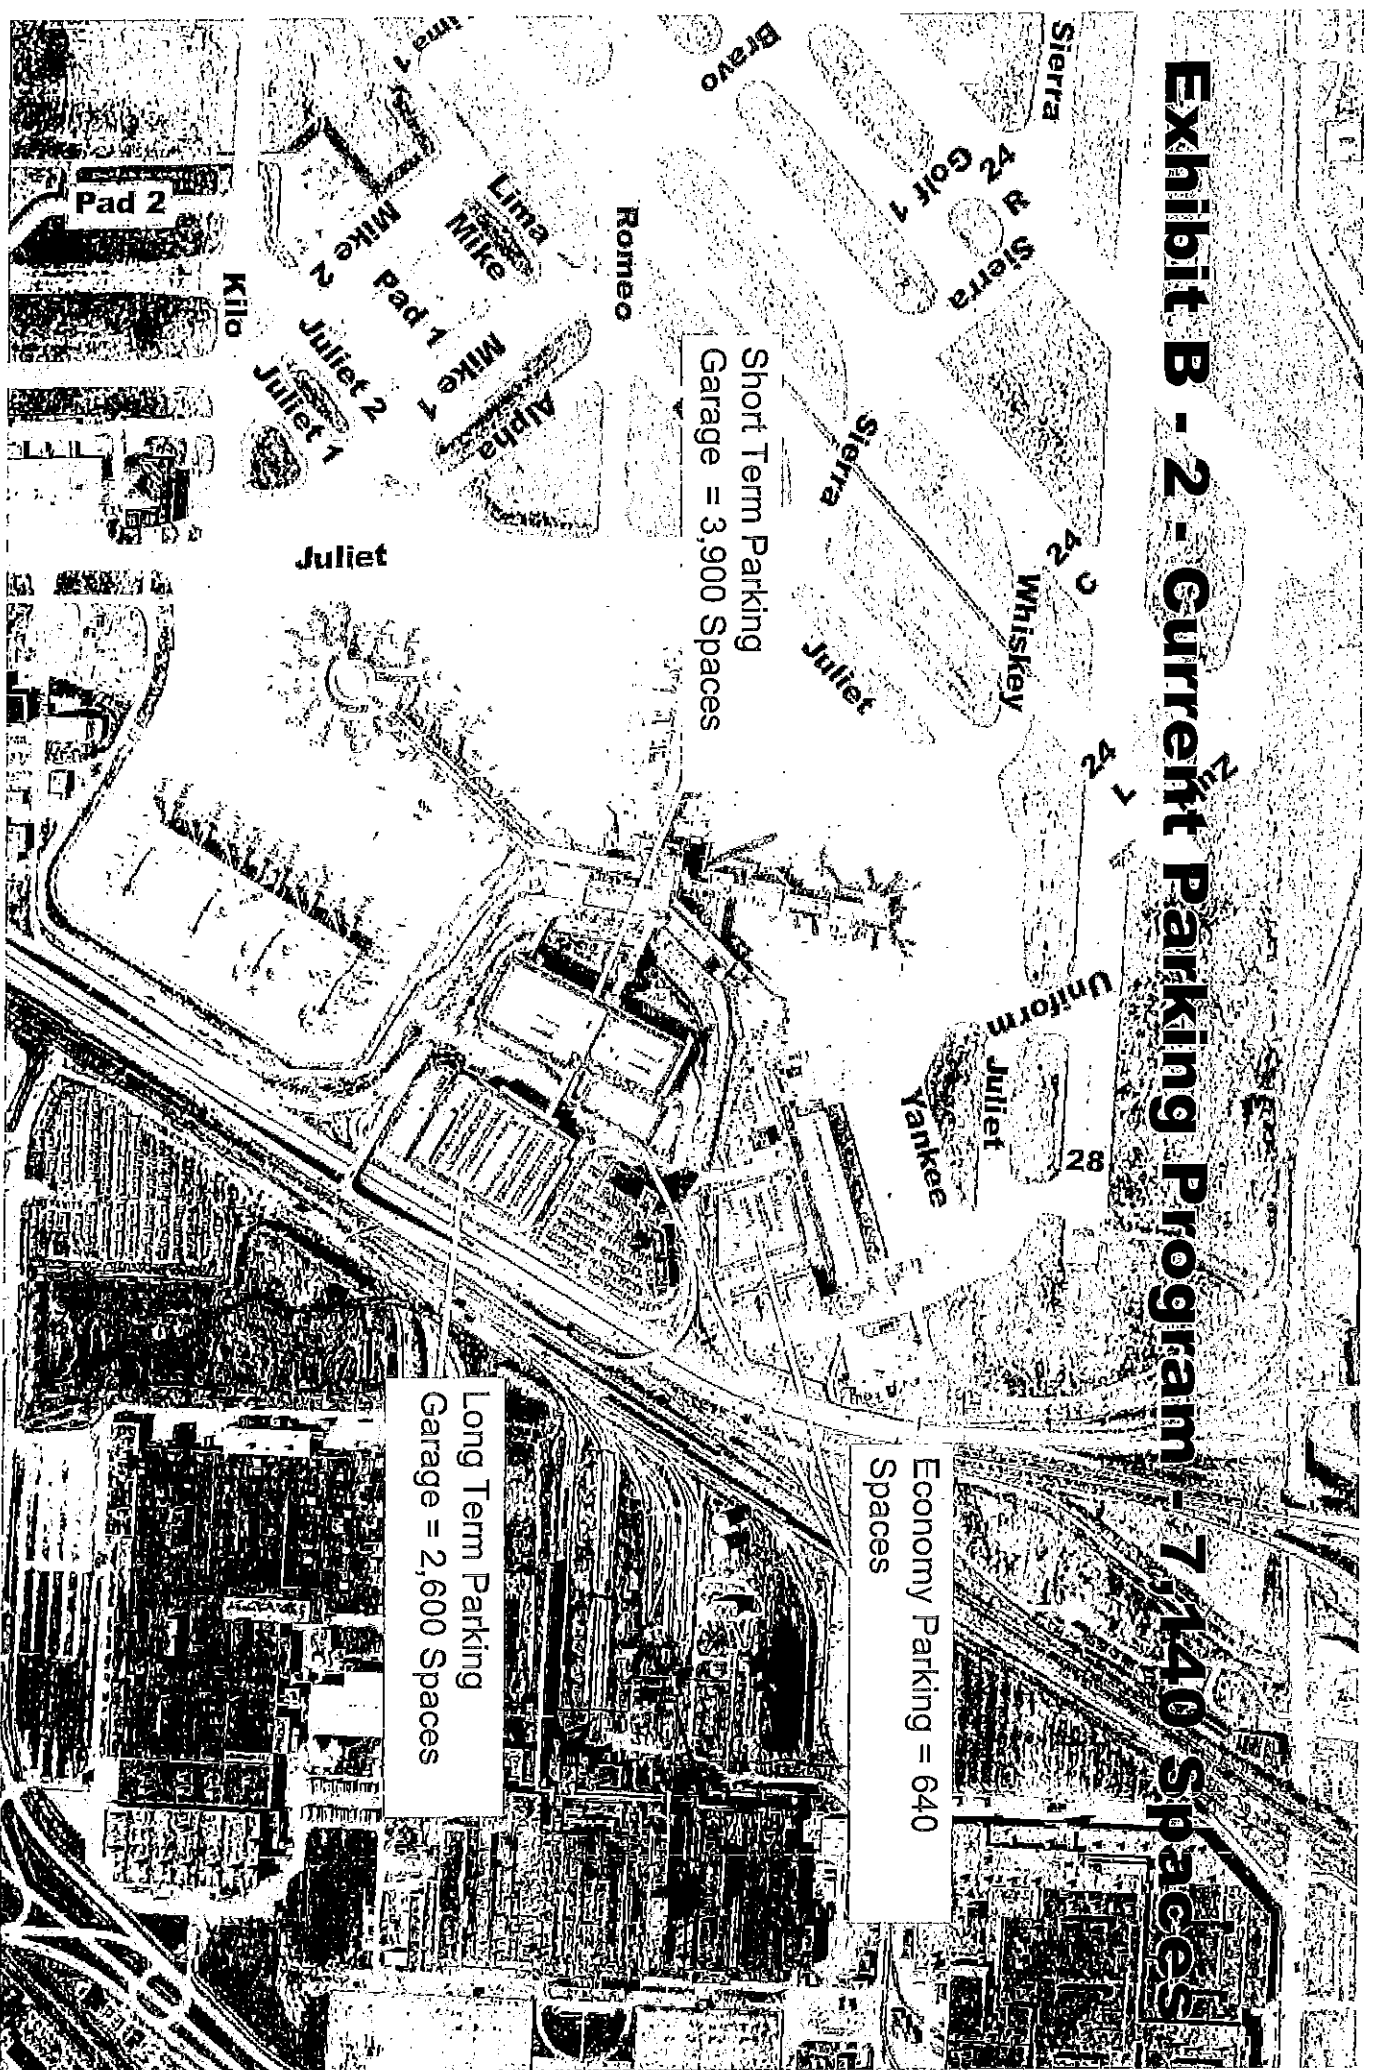 Exhibit B - 2 - Current Parking Program - 7,140 Spaces
Sierra
24
R
Golf 1
Sierra
Bravo
24
C
Whiskey
24
L
Uniform
28
Juliet
Yankee
Sierra
Juliet
Romeo
Short Term Parking
Garage = 3,900 Spaces
Economy Parking = 640
Spaces
Lima
Mike
Alpha
Mike 1
Pad 1
Mike 2
Juliet 2
Juliet 1
Juliet
Kilo
Pad 2
Long Term Parking
Garage = 2,600 Spaces